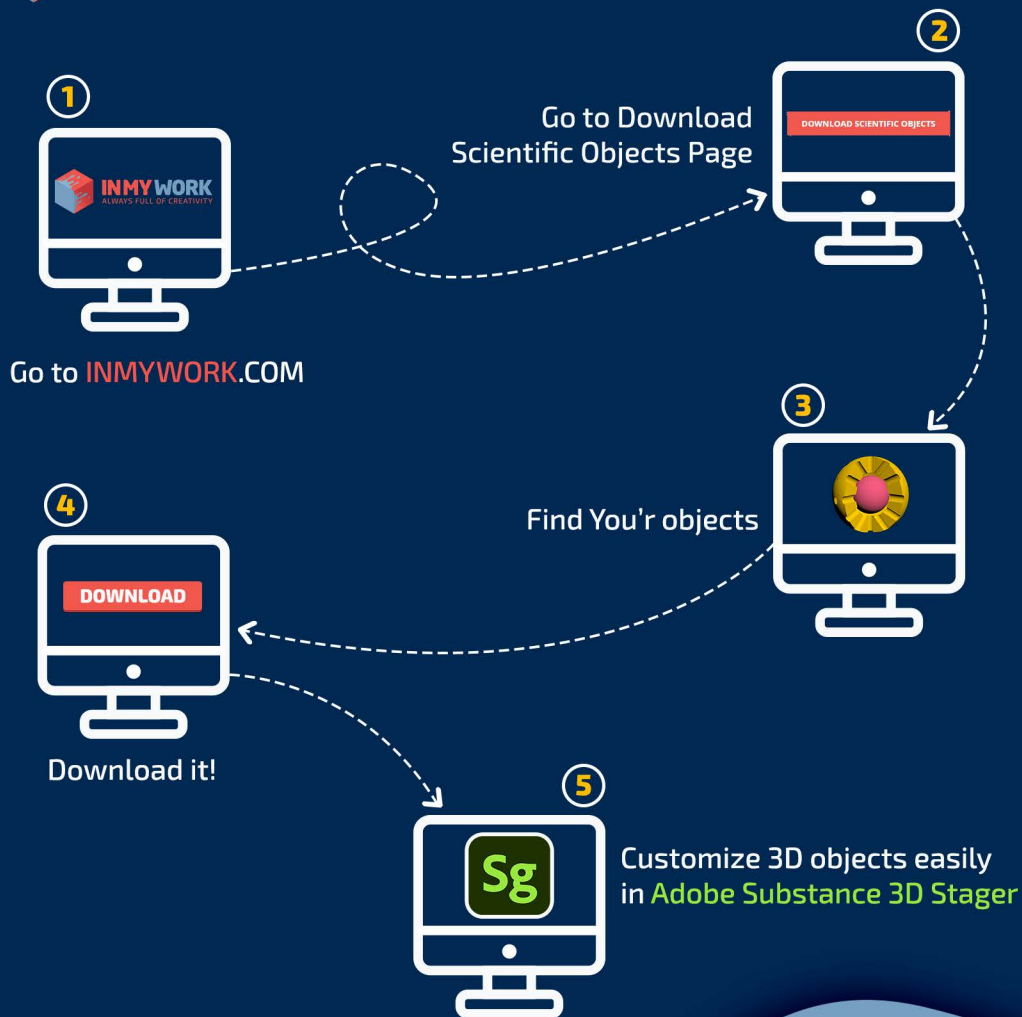 1
INMYWORK
ALWAYS FULL OF CREATIVITY
Go to INMYWORK.COM
2
Go to Download
Scientific Objects Page
DOWNLOAD SCIENTIFIC OBJECTS
3
Find You'r objects
4
DOWNLOAD
Download it!
5
Sg
Customize 3D objects easily
in Adobe Substance 3D Stager